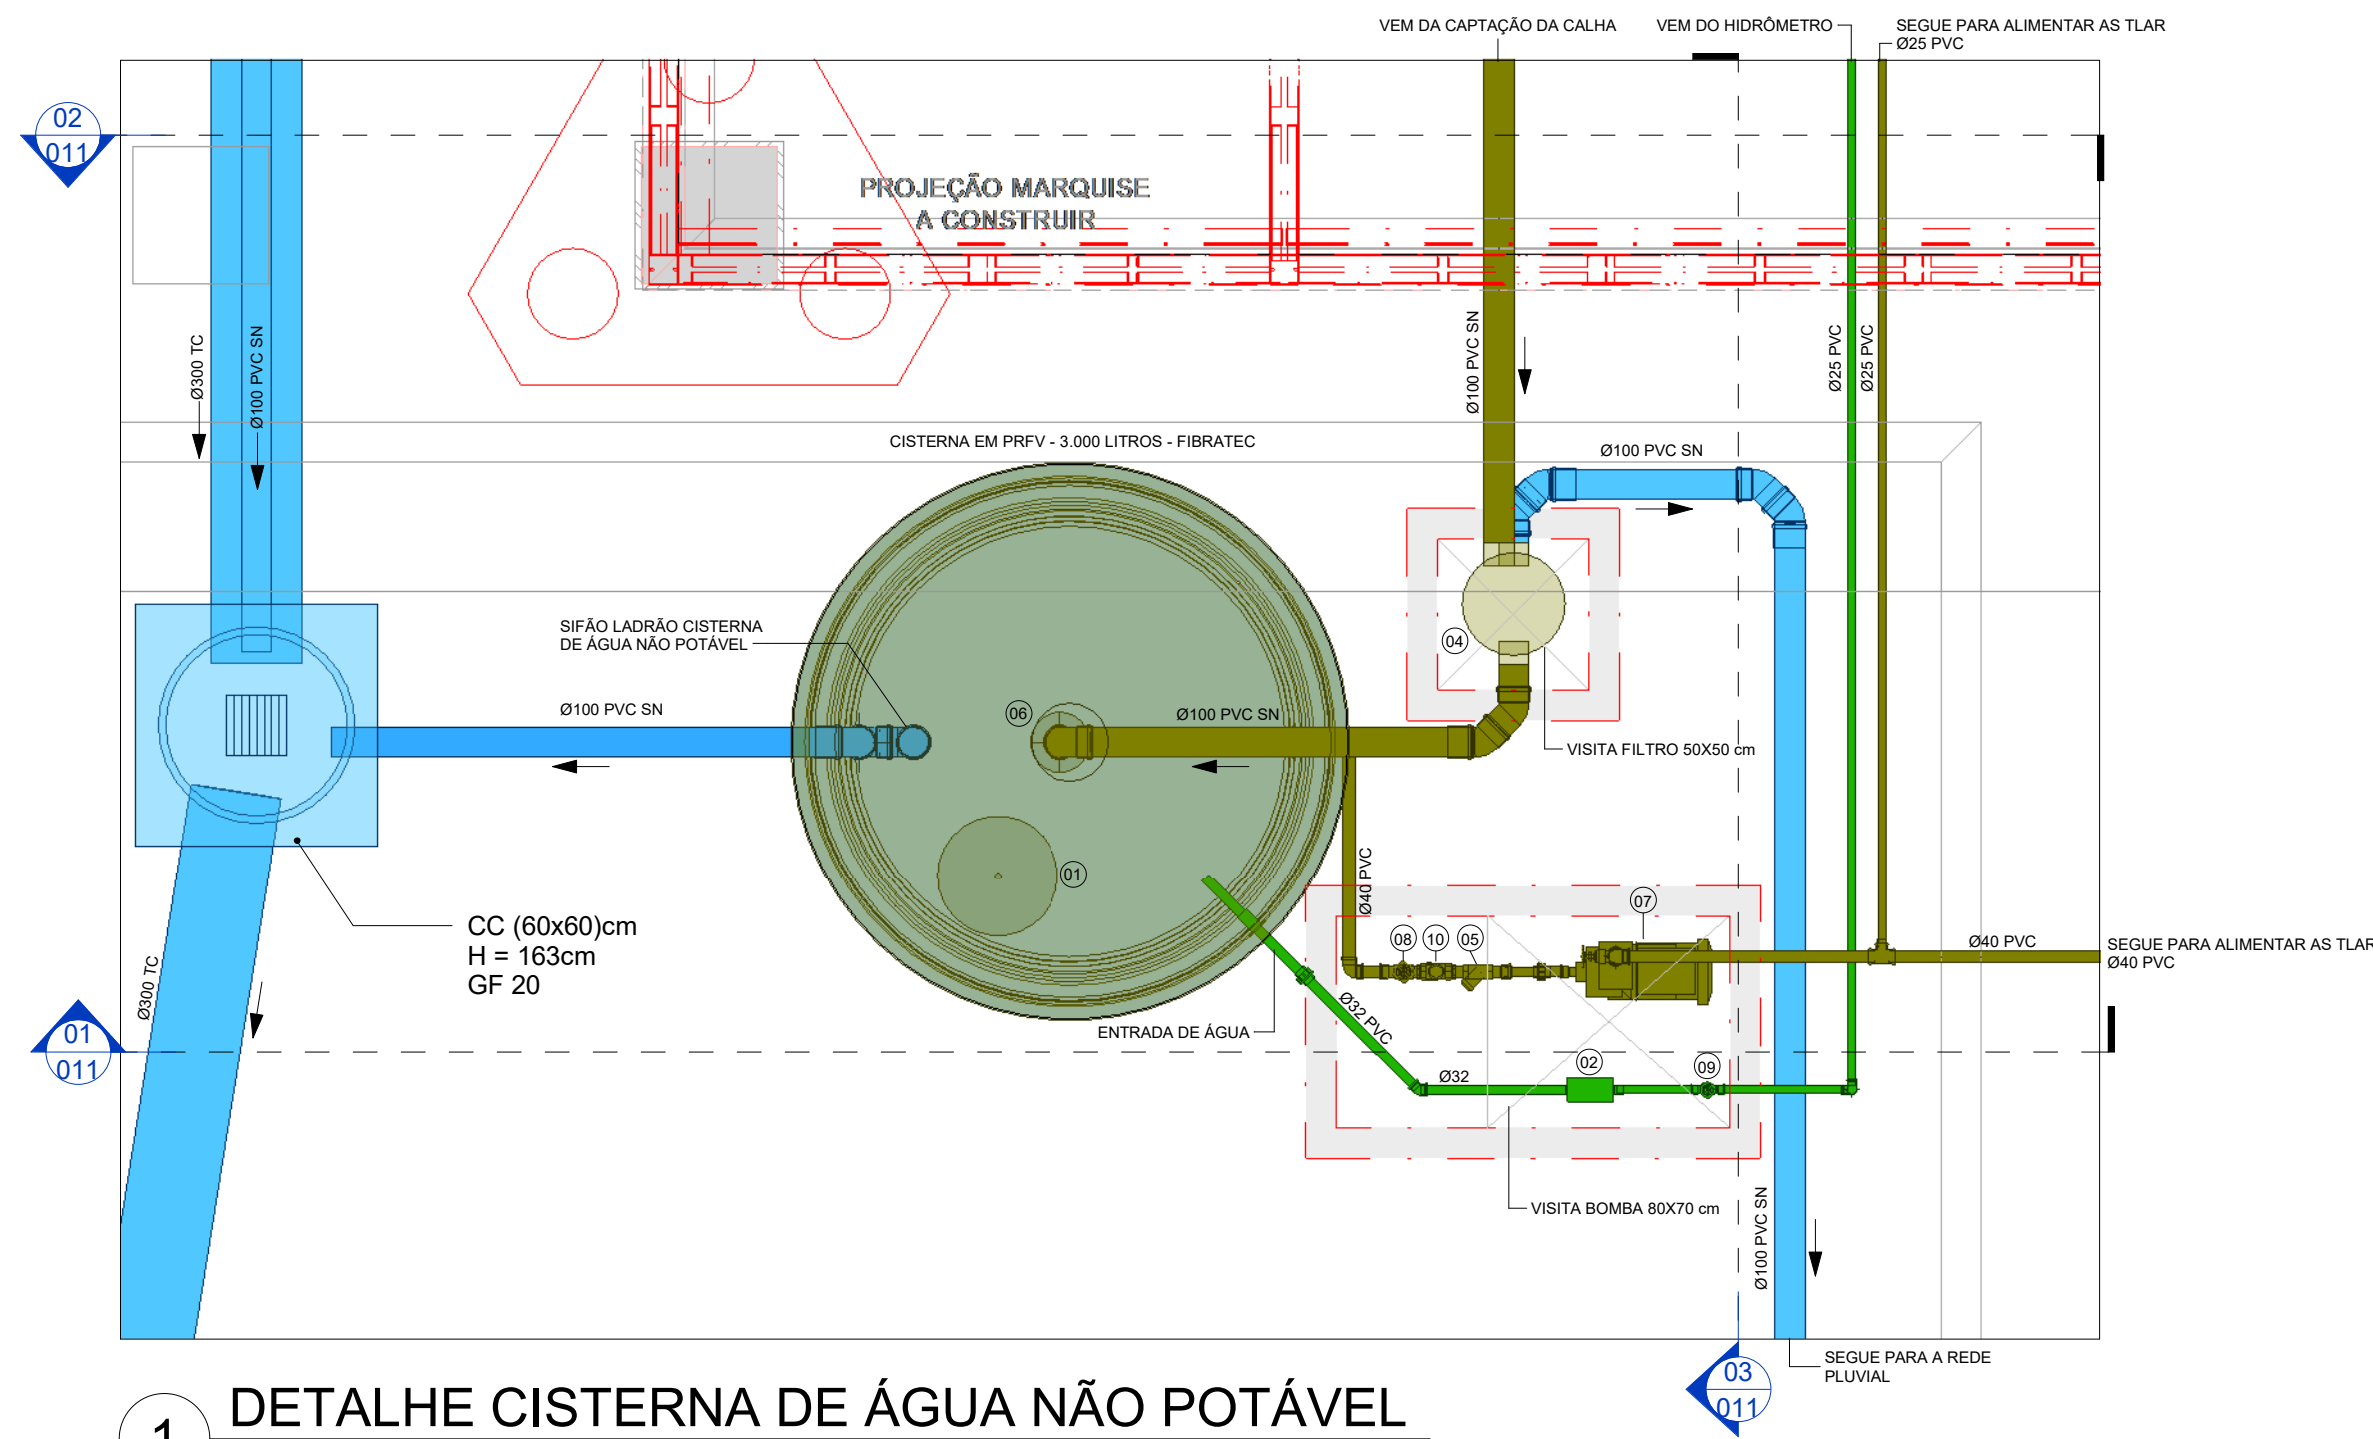 VEM DA CAPTAÇÃO DA CALHA
VEM DO HIDRÔMETRO
SEGUE PARA ALIMENTAR AS TLAR
Ø25 PVC
02
011
PROJEÇÃO MARQUISE
A CONSTRUIR
Ø300 TC
Ø100 PVC SN
Ø100 PVC SN
Ø25 PVC
Ø25 PVC
CISTERNA EM PRFV - 3.000 LITROS - FIBRATEC
Ø100 PVC SN
SIFÃO LADRÃO CISTERNA
DE ÁGUA NÃO POTÁVEL
04
Ø100 PVC SN
06
Ø100 PVC SN
VISITA FILTRO 50X50 cm
01
Ø40 PVC
07
08
10
05
Ø40 PVC
SEGUE PARA ALIMENTAR AS TLAR
Ø40 PVC
CC (60x60)cm
H = 163cm
GF 20
Ø300 TC
01
011
ENTRADA DE ÁGUA
Ø32 PVC
Ø32
02
09
VISITA BOMBA 80X70 cm
Ø100 PVC SN
SEGUE PARA A REDE
PLUVIAL
03
011
1
DETALHE CISTERNA DE ÁGUA NÃO POTÁVEL